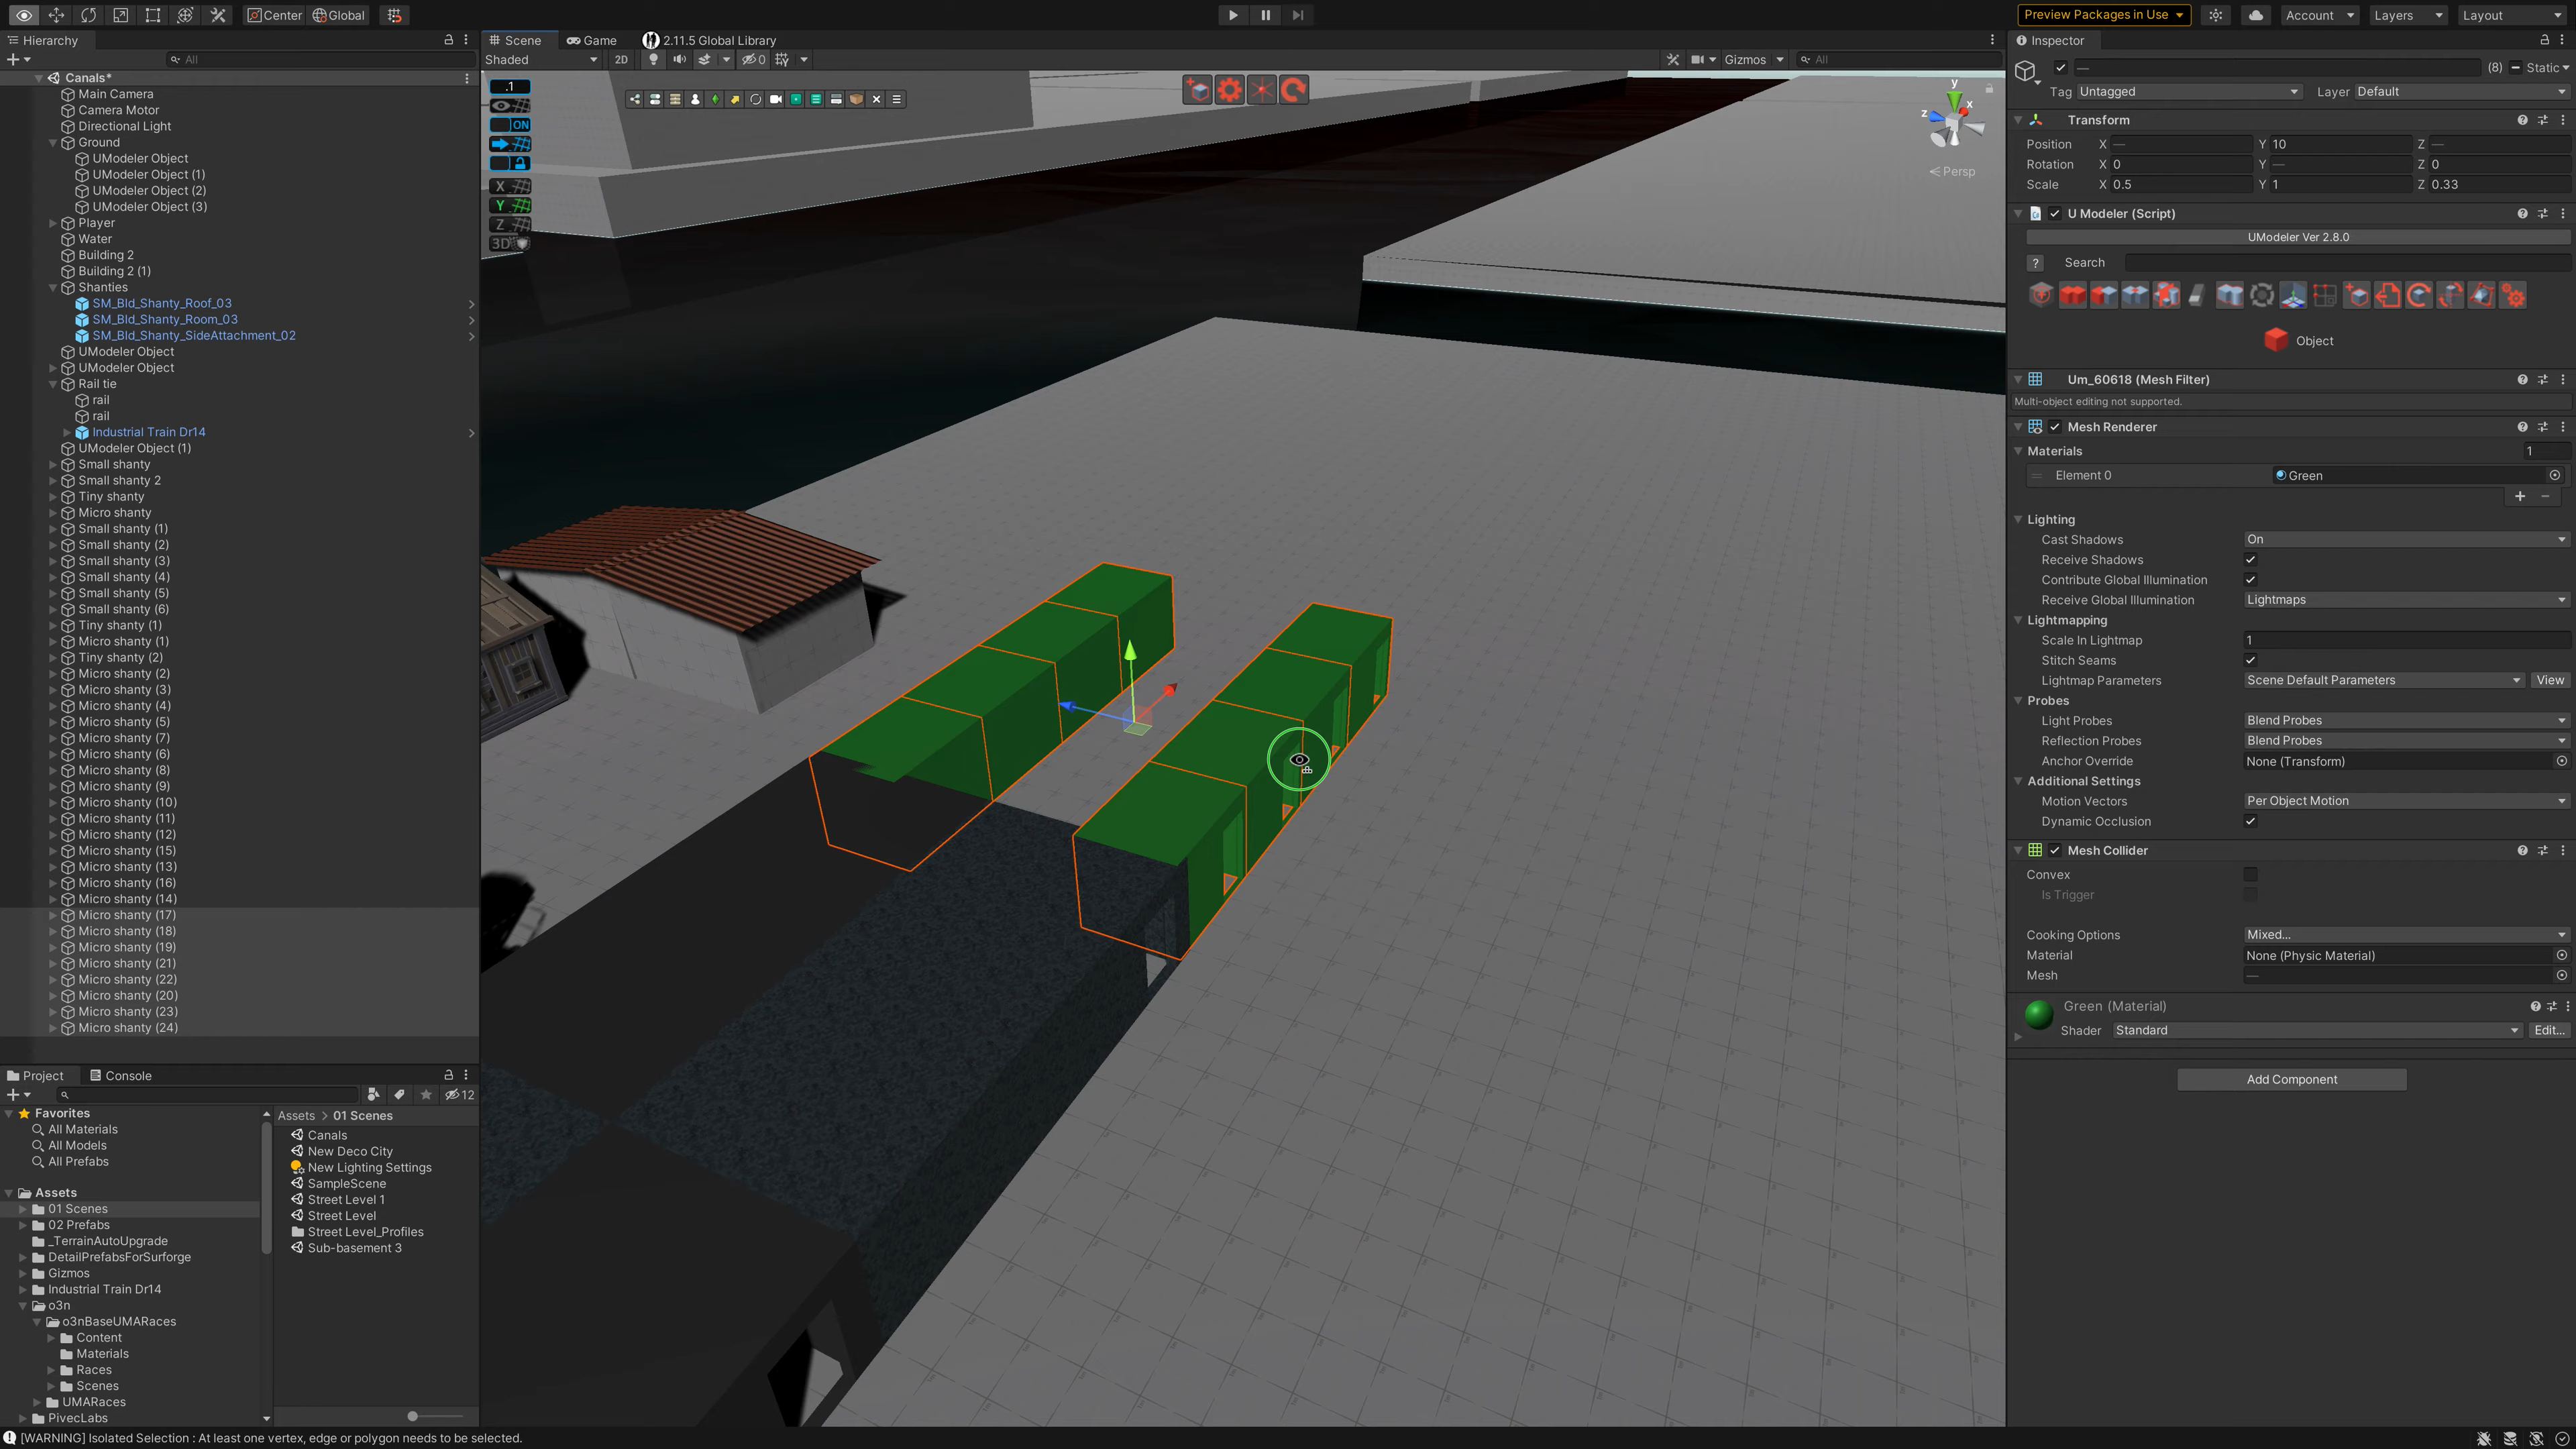 Center Global
Preview Packages in Use
Account Layers Layout
Hierarchy
All
Canals*
Main Camera
Camera Motor
Directional Light
Ground
UModeler Object
UModeler Object (1)
UModeler Object (2)
UModeler Object (3)
Player
Water
Building 2
Building 2 (1)
Shanties
SM_Bld_Shanty_Roof_03
SM_Bld_Shanty_Room_03
SM_Bld_Shanty_SideAttachment_02
UModeler Object
UModeler Object
Rail tie
rail
rail
Industrial Train Dr14
UModeler Object (1)
Small shanty
Small shanty 2
Tiny shanty
Micro shanty
Small shanty (1)
Small shanty (2)
Small shanty (3)
Small shanty (4)
Small shanty (5)
Small shanty (6)
Tiny shanty (1)
Micro shanty (1)
Tiny shanty (2)
Micro shanty (2)
Micro shanty (3)
Micro shanty (4)
Micro shanty (5)
Micro shanty (7)
Micro shanty (6)
Micro shanty (8)
Micro shanty (9)
Micro shanty (10)
Micro shanty (11)
Micro shanty (12)
Micro shanty (15)
Micro shanty (13)
Micro shanty (16)
Micro shanty (14)
Micro shanty (17)
Micro shanty (18)
Micro shanty (19)
Micro shanty (21)
Micro shanty (22)
Micro shanty (20)
Micro shanty (23)
Micro shanty (24)
Project Console
12
Favorites
All Materials
All Models
All Prefabs
Assets
01 Scenes
02 Prefabs
_TerrainAutoUpgrade
DetailPrefabsForSurforge
Gizmos
Industrial Train Dr14
o3n
o3nBaseUMARaces
Content
Materials
Races
Scenes
UMARaces
PivecLabs
Assets > 01 Scenes
Canals
New Deco City
New Lighting Settings
SampleScene
Street Level 1
Street Level
Street Level_Profiles
Sub-basement 3
[WARNING] Isolated Selection : At least one vertex, edge or polygon needs to be selected.
Scene Game 2.11.5 Global Library
Shaded 2D 0 Gizmos All
.1
ON
X
Y
Z
3D
y
x
z
Persp
Inspector
— (8) Static
Tag Untagged Layer Default
Transform
Position X — Y 10 Z —
Rotation X 0 Y — Z 0
Scale X 0.5 Y 1 Z 0.33
U Modeler (Script)
UModeler Ver 2.8.0
? Search
Object
Um_60618 (Mesh Filter)
Multi-object editing not supported.
Mesh Renderer
Materials 1
Element 0 Green
Lighting
Cast Shadows On
Receive Shadows
Contribute Global Illumination
Receive Global Illumination Lightmaps
Lightmapping
Scale In Lightmap 1
Stitch Seams
Lightmap Parameters Scene Default Parameters View
Probes
Light Probes Blend Probes
Reflection Probes Blend Probes
Anchor Override None (Transform)
Additional Settings
Motion Vectors Per Object Motion
Dynamic Occlusion
Mesh Collider
Convex
Is Trigger
Cooking Options Mixed...
Material None (Physic Material)
Mesh —
Green (Material)
Shader Standard Edit...
Add Component